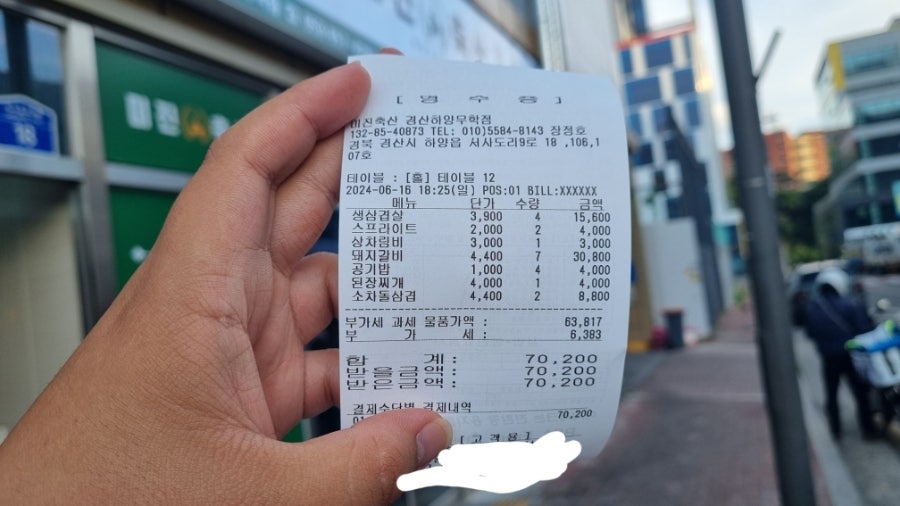 [ 영 수 증 ]
미진축산 경산하양무학점
132-85-40873 TEL: 010)5584-8143 장정호
경북 경산시 하양읍 서사도리9로 18 ,106,1
07호
테이블 : [홀] 테이블 12
2024-06-16 18:25(일) POS:01 BILL:XXXXXX
메뉴 단가 수량 금액
생삼겹살 3,900 4 15,600
스프라이트 2,000 2 4,000
상차림비 3,000 1 3,000
돼지갈비 4,400 7 30,800
공기밥 1,000 4 4,000
된장찌개 4,000 1 4,000
소차돌삼겹 4,400 2 8,800
부가세 과세 물품가액 : 63,817
부 가 세 : 6,383
합 계 : 70,200
받을금액 : 70,200
받은금액 : 70,200
결제수단별 결제내역
70,200
[고객용]
미진
18